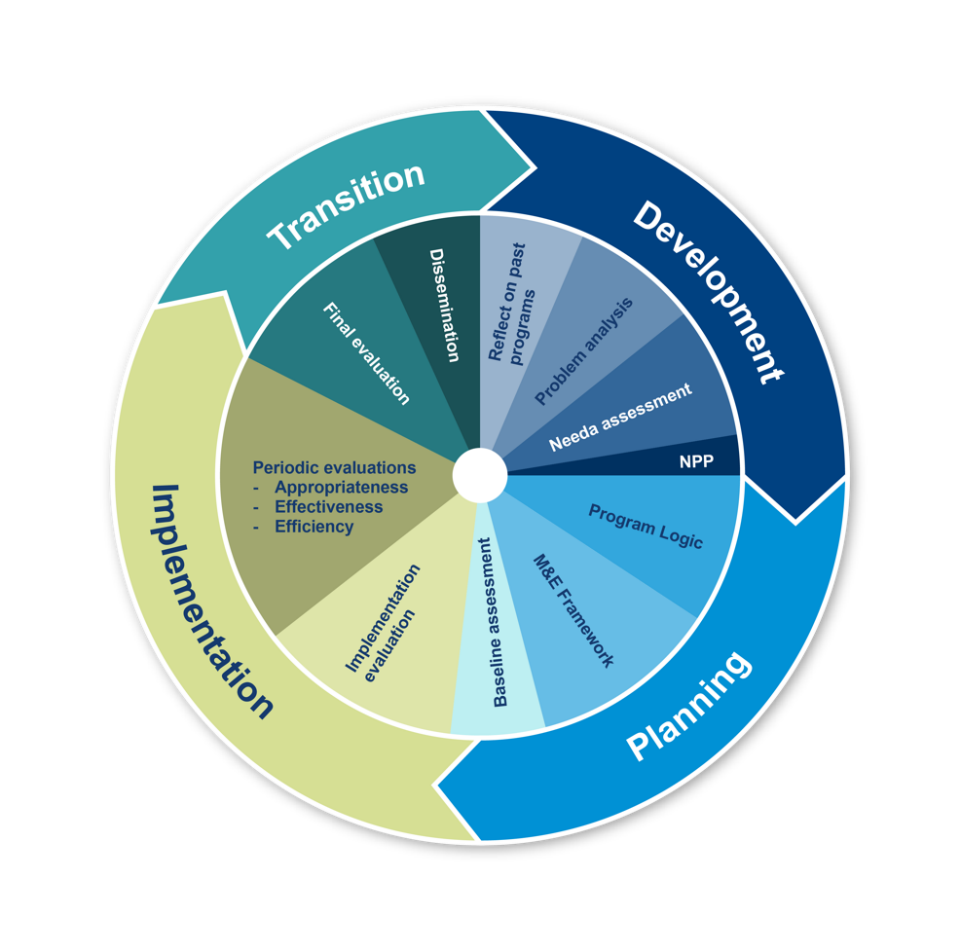 Transition
Development
Planning
Implementation
Reflect on past
programs
Problem analysis
Needa assessment
NPP
Program Logic
M&E Framework
Baseline assessment
Implementation
evaluation
Periodic evaluations
- Appropriateness
- Effectiveness
- Efficiency
Final evaluation
Dissemination